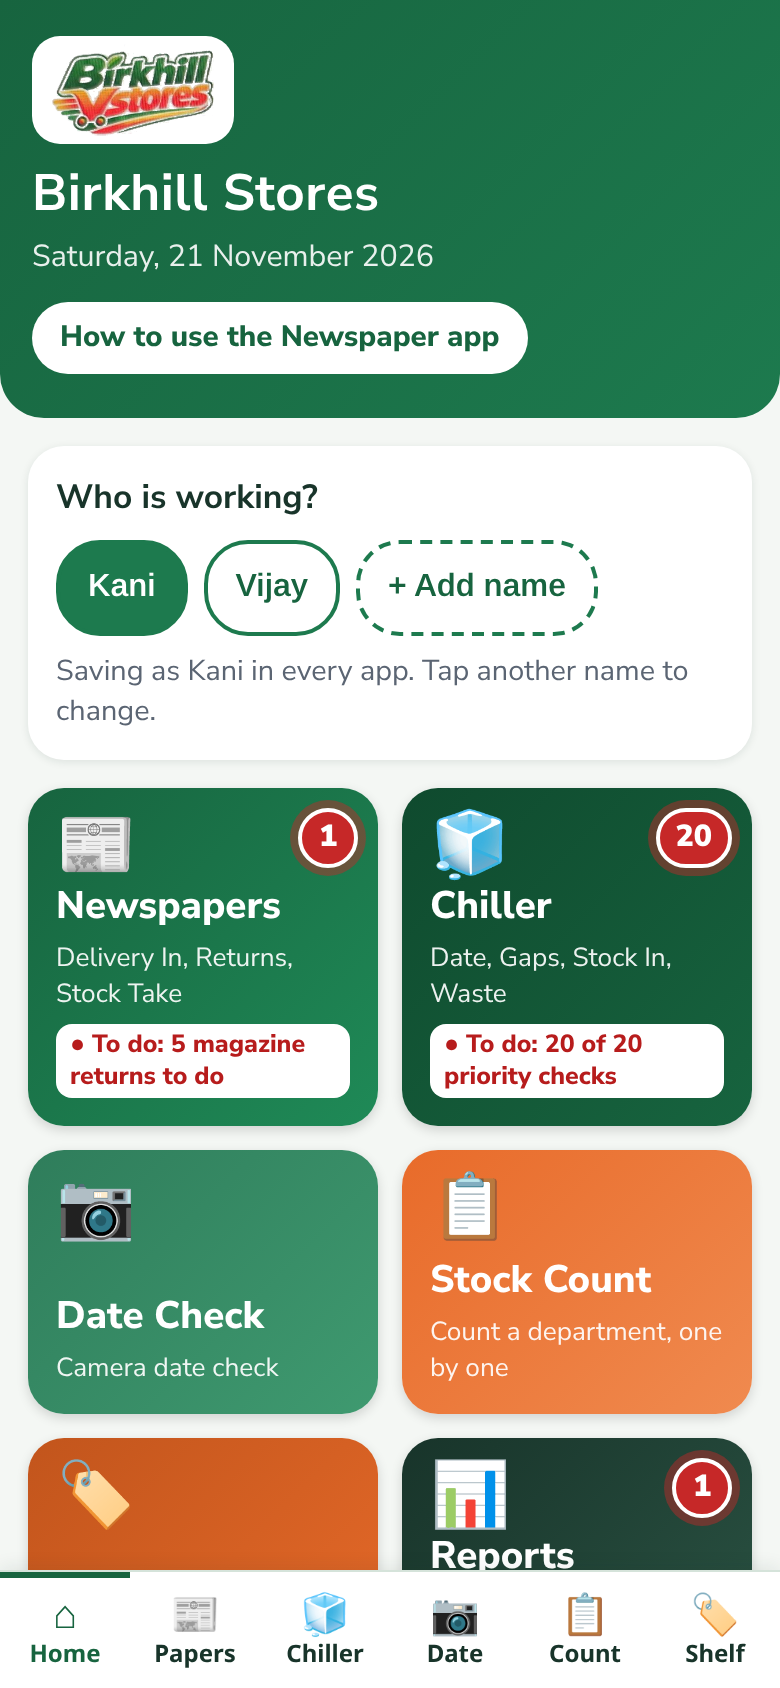 Birkhill
Vstores
Birkhill Stores
Saturday, 21 November 2026
How to use the Newspaper app
Who is working?
Kani
Vijay
+ Add name
Saving as Kani in every app. Tap another name to
change.
1
Newspapers
Delivery In, Returns,
Stock Take
● To do: 5 magazine
returns to do
20
Chiller
Date, Gaps, Stock In,
Waste
● To do: 20 of 20
priority checks
Date Check
Camera date check
Stock Count
Count a department, one
by one
1
Reports
Home
Papers
Chiller
Date
Count
Shelf